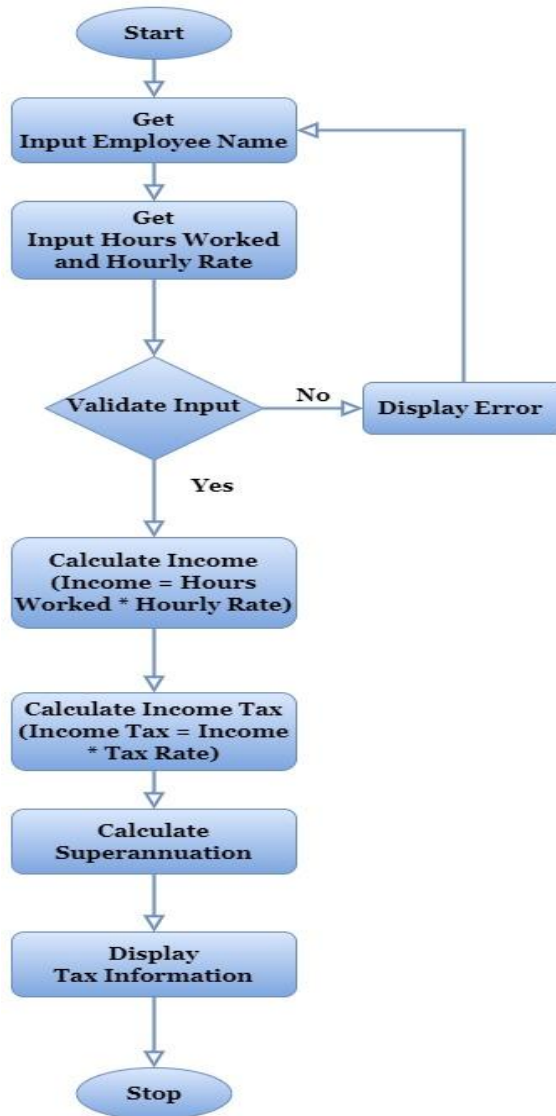 Start
Get
Input Employee Name
Get
Input Hours Worked
and Hourly Rate
Validate Input
No
Display Error
Yes
Calculate Income
(Income = Hours
Worked * Hourly Rate)
Calculate Income Tax
(Income Tax = Income
* Tax Rate)
Calculate
Superannuation
Display
Tax Information
Stop